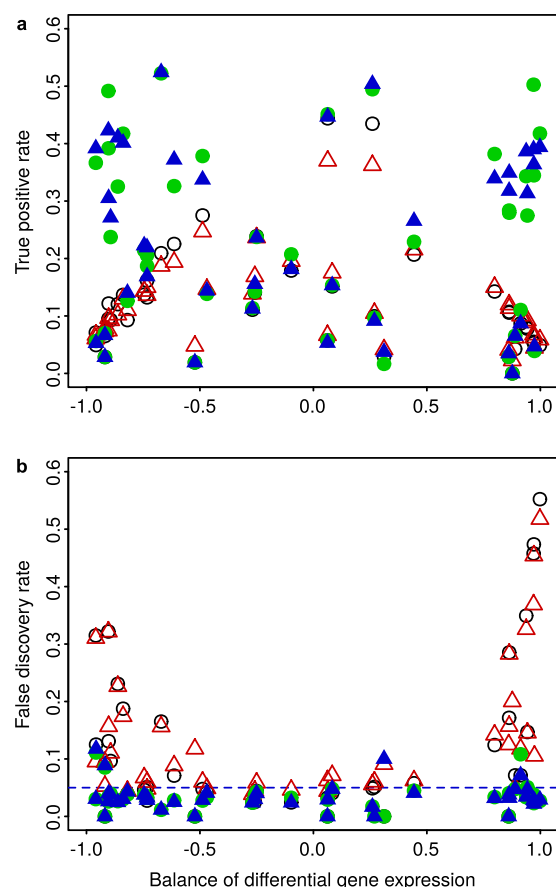 a
True positive rate
0.6
0.5
0.4
0.3
0.2
0.1
0.0
-1.0 -0.5 0.0 0.5 1.0
b
False discovery rate
0.6
0.5
0.4
0.3
0.2
0.1
0.0
-1.0 -0.5 0.0 0.5 1.0
Balance of differential gene expression